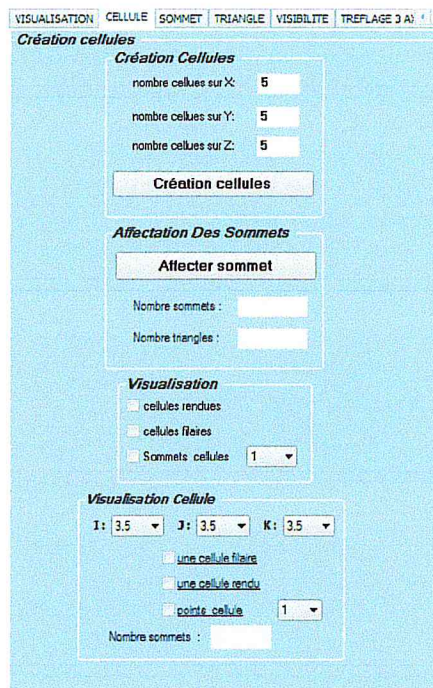 VISUALISATION CELLULE SOMMET TRIANGLE VISIBILITE TREFLAGE 3 A
Création cellules
Création Cellules
nombre cellues sur X: 5
nombre cellues sur Y: 5
nombre cellues sur Z: 5
Création cellules
Affectation Des Sommets
Affecter sommet
Nombre sommets :
Nombre triangles :
Visualisation
cellules rendues
cellules filaires
Sommets cellules 1
Visualisation Cellule
I: 3.5 J: 3.5 K: 3.5
une cellule filaire
une cellule rendu
points cellule 1
Nombre sommets :